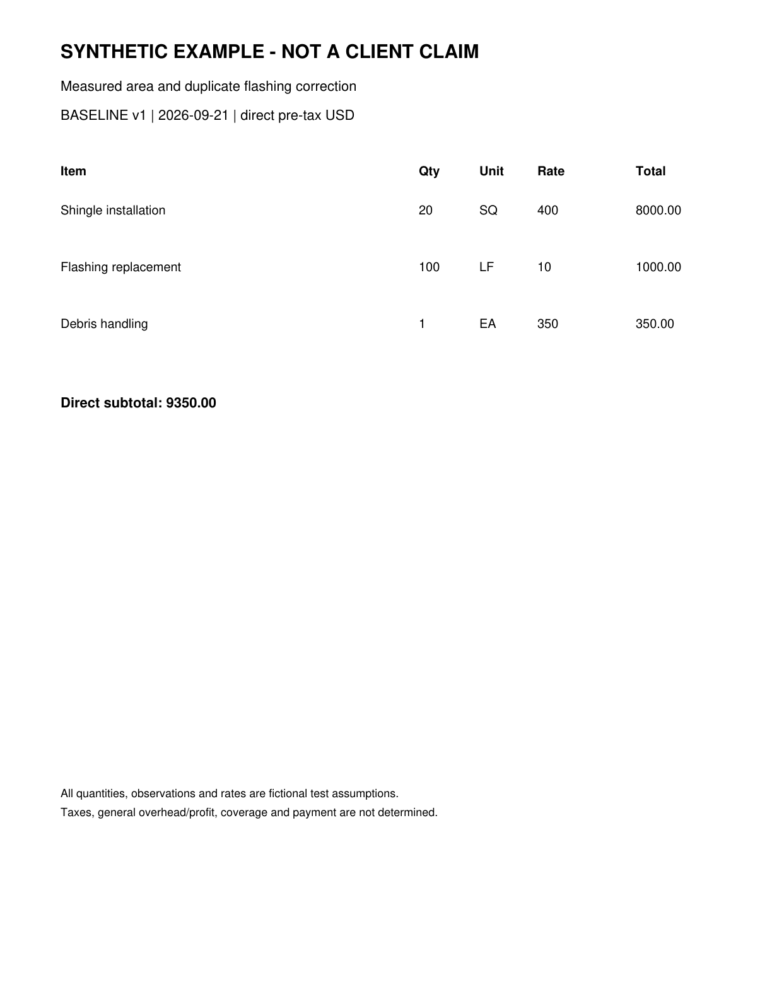 SYNTHETIC EXAMPLE - NOT A CLIENT CLAIM
Measured area and duplicate flashing correction
BASELINE v1 | 2026-09-21 | direct pre-tax USD
Item Qty Unit Rate Total
Shingle installation 20 SQ 400 8000.00
Flashing replacement 100 LF 10 1000.00
Debris handling 1 EA 350 350.00
Direct subtotal: 9350.00
All quantities, observations and rates are fictional test assumptions.
Taxes, general overhead/profit, coverage and payment are not determined.